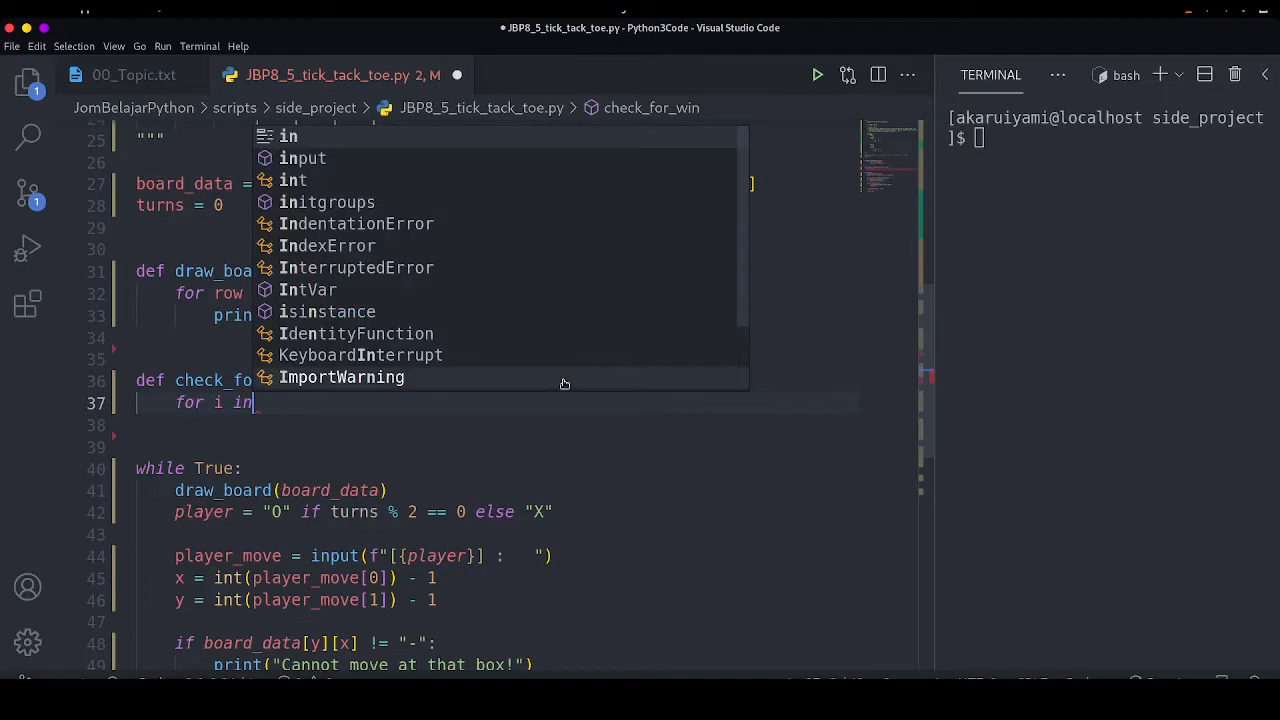 JBP8_5_tick_tack_toe.py - Python3Code - Visual Studio Code
File Edit Selection View Go Run Terminal Help
00_Topic.txt JBP8_5_tick_tack_toe.py 2, M
TERMINAL bash
JomBelajarPython scripts side_project JBP8_5_tick_tack_toe.py check_for_win
[akaruiyami@localhost side_project
]$
25 """
26
27 board_data = ]
28 turns = 0
30
31 def draw_boa
32 for row
33 prin
34
35
36 def check_fo
37 for i in
in
input
int
initgroups
IndentationError
IndexError
InterruptedError
IntVar
isinstance
IdentityFunction
KeyboardInterrupt
ImportWarning
38
39
40 while True:
41 draw_board(board_data)
42 player = "O" if turns % 2 == 0 else "X"
43
44 player_move = input(f"[{player}] :   ")
45 x = int(player_move[0]) - 1
46 y = int(player_move[1]) - 1
47
48 if board_data[y][x] != "-":
49 print("Cannot move at that box!")
1
1